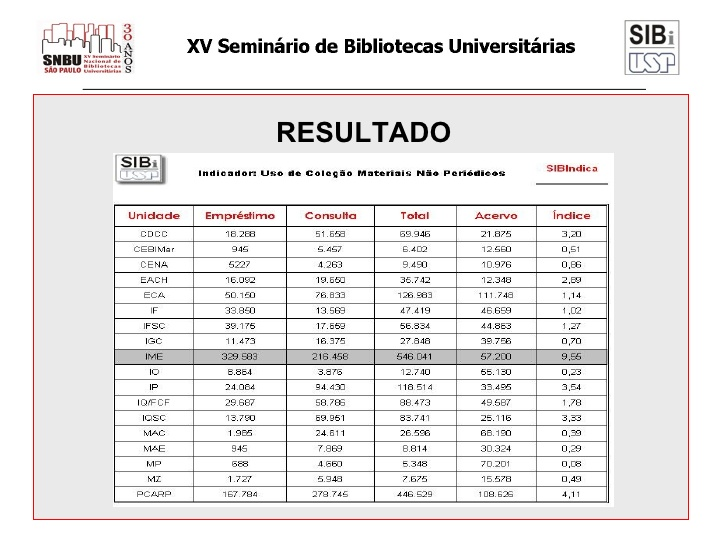 30 ANOS
SNBU XV Seminário Nacional de Bibliotecas Universitárias
SÃO PAULO
XV Seminário de Bibliotecas Universitárias
SIBi
USP
RESULTADO
SIBi
USP
Indicador: Uso de Coleção Materiais Não Periódicos
SIBIndica
Unidade Empréstimo Consulta Total Acervo Índice
CDCC 18.288 51.658 69.946 21.875 3,20
CEBIMar 945 5.457 6.402 12.560 0,51
CENA 5227 4.263 9.490 10.976 0,86
EACH 16.092 19.650 35.742 12.348 2,89
ECA 50.150 76.833 126.983 111.748 1,14
IF 33.850 13.569 47.419 46.659 1,02
IFSC 39.175 17.659 56.834 44.863 1,27
IGC 11.473 16.375 27.848 39.756 0,70
IME 329.583 216.458 546.041 57.200 9,55
IO 8.864 3.876 12.740 55.130 0,23
IP 24.084 94.430 118.514 33.495 3,54
IQ/FCF 29.687 58.786 88.473 49.587 1,78
IQSC 13.790 69.951 83.741 25.116 3,33
MAC 1.985 24.611 26.596 68.190 0,39
MAE 945 7.869 8.814 30.324 0,29
MP 688 4.660 5.348 70.201 0,08
MZ 1.727 5.948 7.675 15.578 0,49
PCARP 167.784 278.745 446.529 108.626 4,11